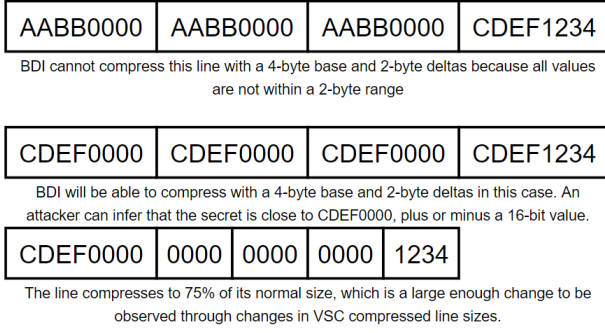 AABB0000 AABB0000 AABB0000 CDEF1234
BDI cannot compress this line with a 4-byte base and 2-byte deltas because all values
are not within a 2-byte range
CDEF0000 CDEF0000 CDEF0000 CDEF1234
BDI will be able to compress with a 4-byte base and 2-byte deltas in this case. An
attacker can infer that the secret is close to CDEF0000, plus or minus a 16-bit value.
CDEF0000 0000 0000 0000 1234
The line compresses to 75% of its normal size, which is a large enough change to be
observed through changes in VSC compressed line sizes.